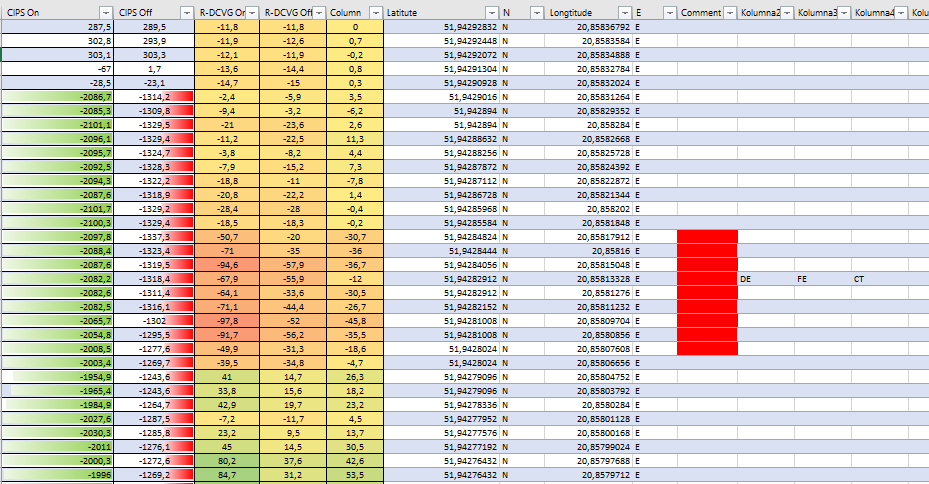 CIPS On CIPS Off R-DCVG On R-DCVG Off Column Latitute N Longtitude E Comment Kolumna2 Kolumna3 Kolumna4 Kolu
287,5 289,5 -11,8 -11,8 0 51,94292832 N 20,85836792 E
302,8 293,9 -11,9 -12,6 0,7 51,94292448 N 20,8583584 E
303,1 303,3 -12,1 -11,9 -0,2 51,94292072 N 20,85834888 E
-67 1,7 -13,6 -14,4 0,8 51,94291304 N 20,85832784 E
-28,5 -23,1 -14,7 -15 0,3 51,94290928 N 20,85832024 E
-2086,7 -1314,2 -2,4 -5,9 3,5 51,9429016 N 20,85831264 E
-2085,3 -1309,8 -9,4 -3,2 -6,2 51,942894 N 20,85829352 E
-2101,1 -1329,5 -21 -23,6 2,6 51,942894 N 20,858284 E
-2096,1 -1329,4 -11,2 -22,5 11,3 51,94288632 N 20,8582668 E
-2095,7 -1324,7 -3,8 -8,2 4,4 51,94288256 N 20,85825728 E
-2092,5 -1328,3 -7,9 -15,2 7,3 51,94287872 N 20,85824392 E
-2094,3 -1322,2 -18,8 -11 -7,8 51,94287112 N 20,85822872 E
-2087,6 -1318,9 -20,8 -22,2 1,4 51,94286728 N 20,85821344 E
-2101,7 -1329,2 -28,4 -28 -0,4 51,94285968 N 20,858202 E
-2100,3 -1329,4 -18,5 -18,3 -0,2 51,94285584 N 20,8581848 E
-2097,8 -1337,3 -50,7 -20 -30,7 51,94284824 N 20,85817912 E
-2088,4 -1323,4 -71 -35 -36 51,9428444 N 20,85816 E
-2087,6 -1319,5 -94,6 -57,9 -36,7 51,94284056 N 20,85815048 E
-2082,2 -1318,4 -67,9 -55,9 -12 51,94282912 N 20,85813328 E DE FE CT
-2082,6 -1311,4 -64,1 -33,6 -30,5 51,94282912 N 20,8581276 E
-2082,5 -1316,1 -71,1 -44,4 -26,7 51,94282152 N 20,85811232 E
-2065,7 -1302 -97,8 -52 -45,8 51,94281008 N 20,85809704 E
-2054,8 -1295,5 -91,7 -56,2 -35,5 51,94281008 N 20,8580856 E
-2008,5 -1277,6 -49,9 -31,3 -18,6 51,9428024 N 20,85807608 E
-2003,4 -1269,7 -39,5 -34,8 -4,7 51,9428024 N 20,85806656 E
-1954,9 -1243,6 41 14,7 26,3 51,94279096 N 20,85804752 E
-1965,4 -1243,6 33,8 15,6 18,2 51,94279096 N 20,85803792 E
-1984,9 -1264,7 42,9 19,7 23,2 51,94278336 N 20,8580284 E
-2027,6 -1287,5 -7,2 -11,7 4,5 51,94277952 N 20,85801128 E
-2030,3 -1285,8 23,2 9,5 13,7 51,94277576 N 20,85800168 E
-2011 -1276,1 45 14,5 30,5 51,94277192 N 20,85799024 E
-2000,3 -1272,6 80,2 37,6 42,6 51,94276432 N 20,85797688 E
-1996 -1269,2 84,7 31,2 53,5 51,94276432 N 20,8579712 E